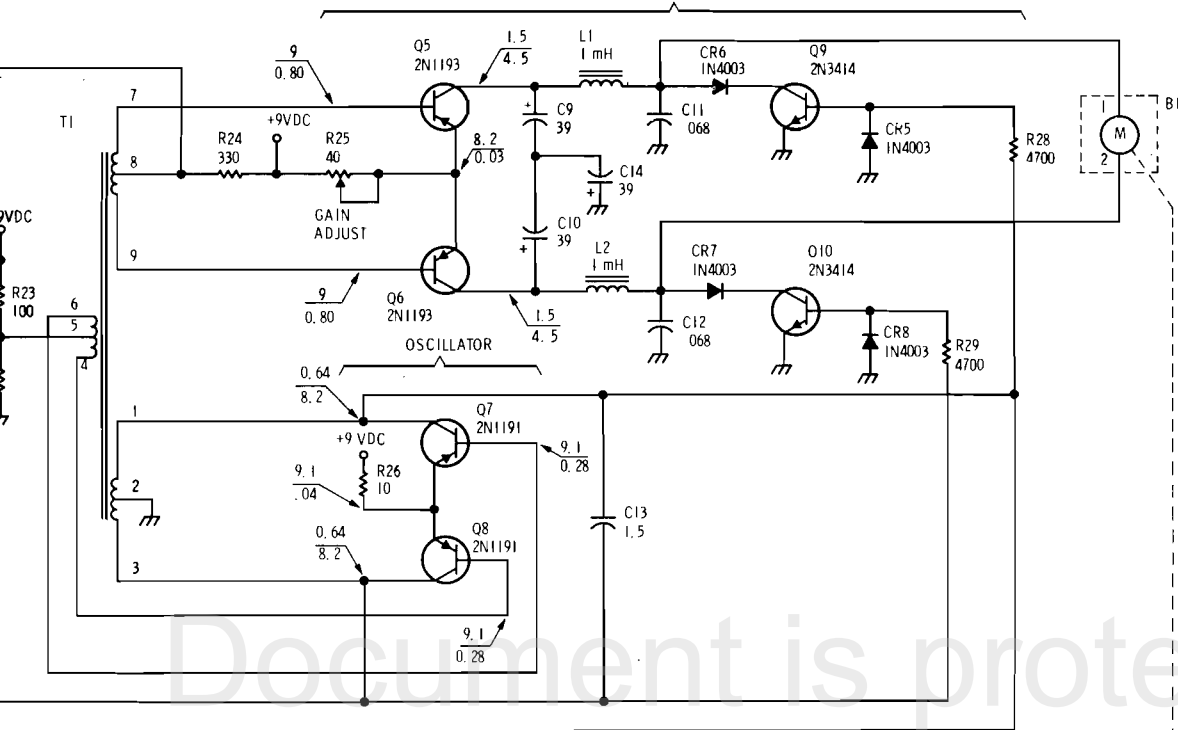 L1
1 mH
1.5
4.5
Q5
2N1193
9
0.80
CR6
1N4003
Q9
2N3414
7
T1
+9VDC
R24
330
R25
40
C9
39
C11
068
CR5
1N4003
R28
4700
1
M
2
8
8.2
0.03
C14
39
GAIN
ADJUST
9VDC
C10
39
L2
1 mH
CR7
1N4003
O10
2N3414
9
R23
100
9
0.80
Q6
2N1193
1.5
4.5
C12
068
CR8
1N4003
R29
4700
6
5
4
OSCILLATOR
0.64
8.2
1
Q7
2N1191
+9 VDC
9.1
0.28
R26
10
9.1
.04
2
C13
1.5
0.64
8.2
Q8
2N1191
3
9.1
0.28
Document is prote